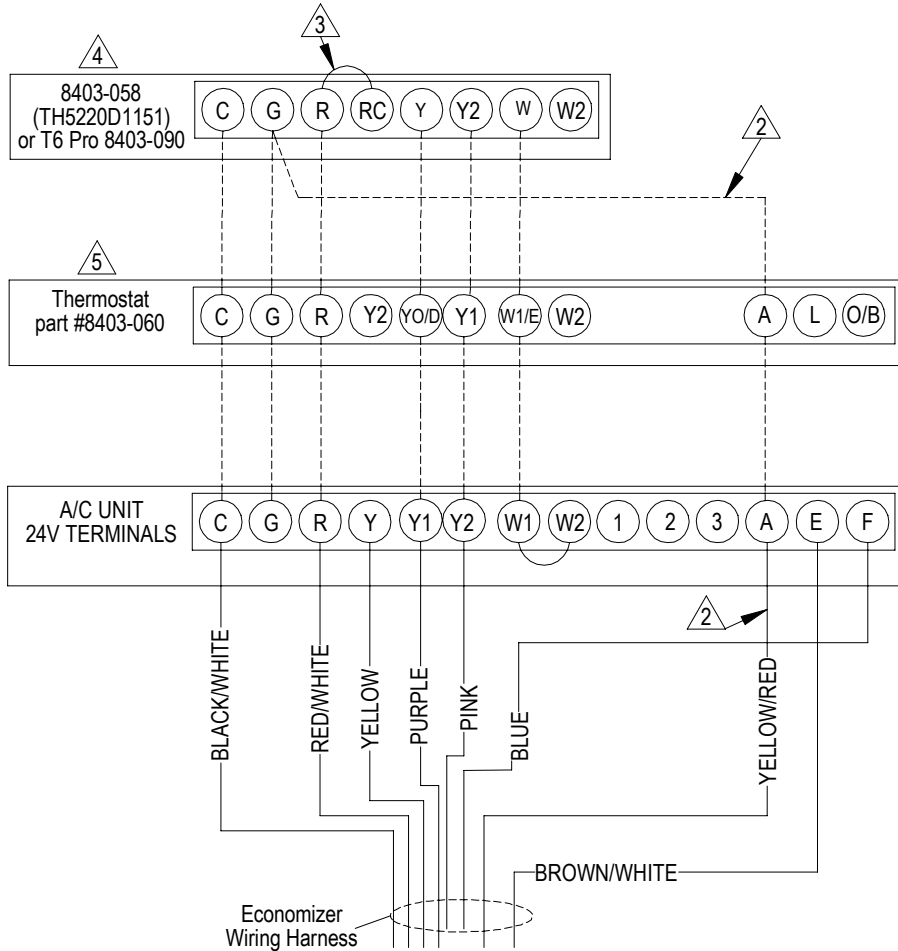 3
4
8403-058
(TH5220D1151)
or T6 Pro 8403-090
C G R RC Y Y2 W W2
2
5
Thermostat
part #8403-060
C G R Y2 YO/D Y1 W1/E W2 A L O/B
A/C UNIT
24V TERMINALS
C G R Y Y1 Y2 W1 W2 1 2 3 A E F
2
BLACK/WHITE
RED/WHITE
YELLOW
PURPLE
PINK
BLUE
YELLOW/RED
BROWN/WHITE
Economizer
Wiring Harness